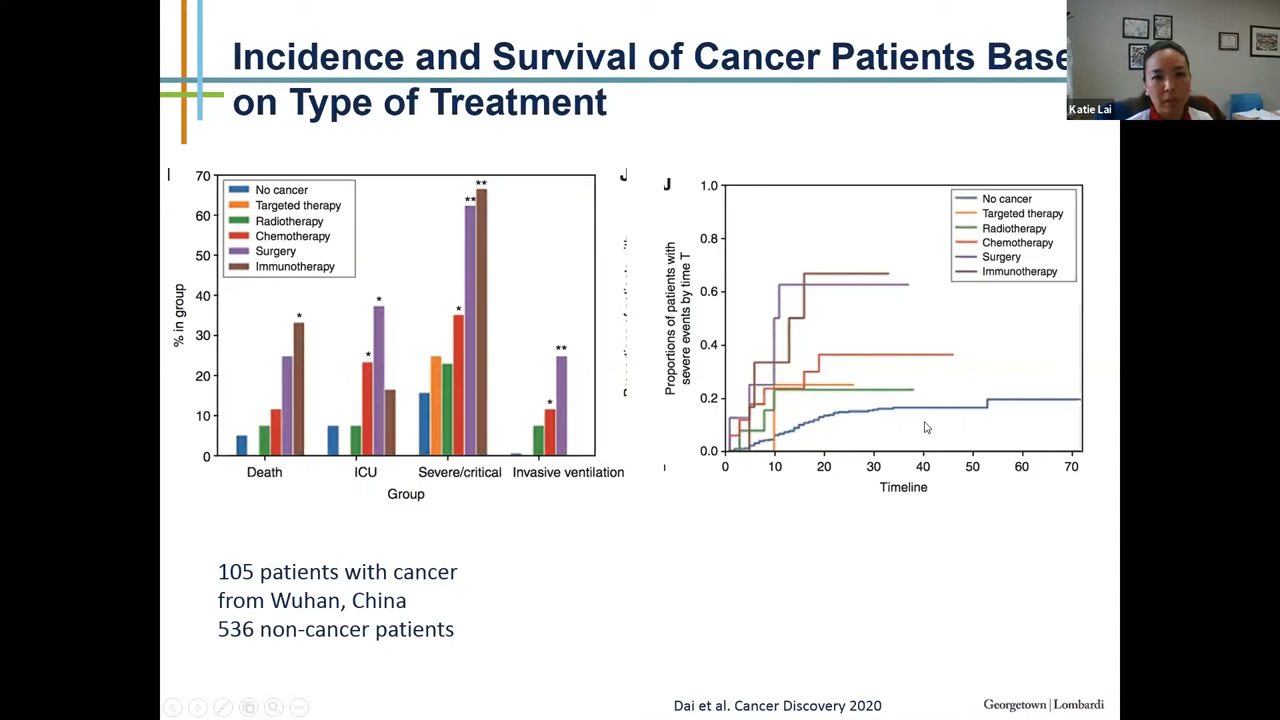 Incidence and Survival of Cancer Patients Base
on Type of Treatment
Katie Lai
I
J
70
60
50
40
30
20
10
0
% in group
No cancer
Targeted therapy
Radiotherapy
Chemotherapy
Surgery
Immunotherapy
*
*
*
*
**
**
*
**
Death
ICU
Severe/critical
Invasive ventilation
Group
J
1.0
0.8
0.6
0.4
0.2
0.0
Proportions of patients with
severe events by time T
No cancer
Targeted therapy
Radiotherapy
Chemotherapy
Surgery
Immunotherapy
0 10 20 30 40 50 60 70
Timeline
105 patients with cancer
from Wuhan, China
536 non-cancer patients
Dai et al. Cancer Discovery 2020
Georgetown | Lombardi